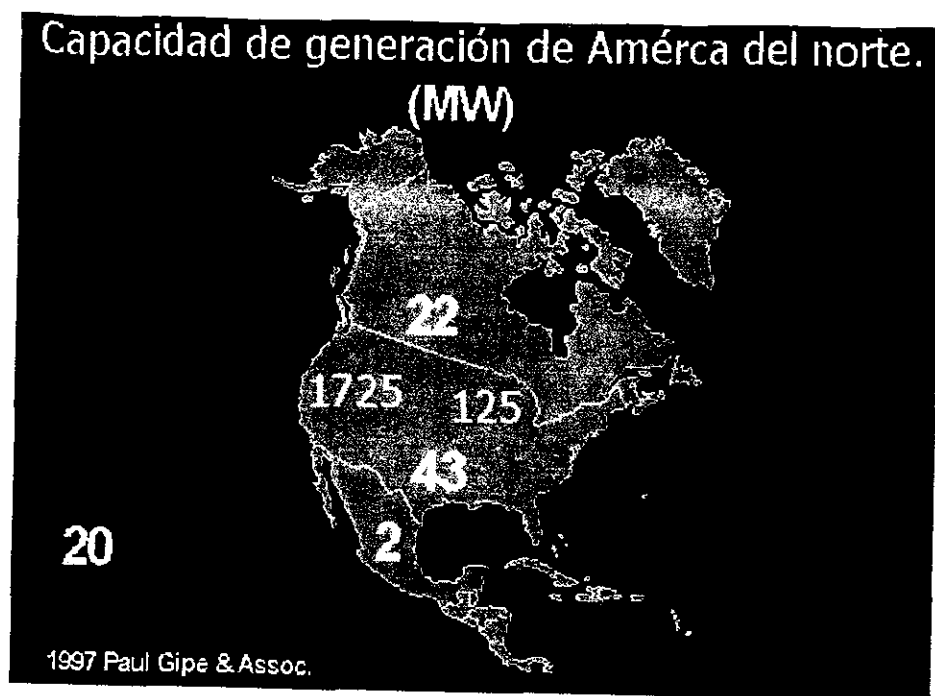 Capacidad de generación de Amérca del norte.
(MW)
22
1725 125
43
20
2
1997 Paul Gipe & Assoc.